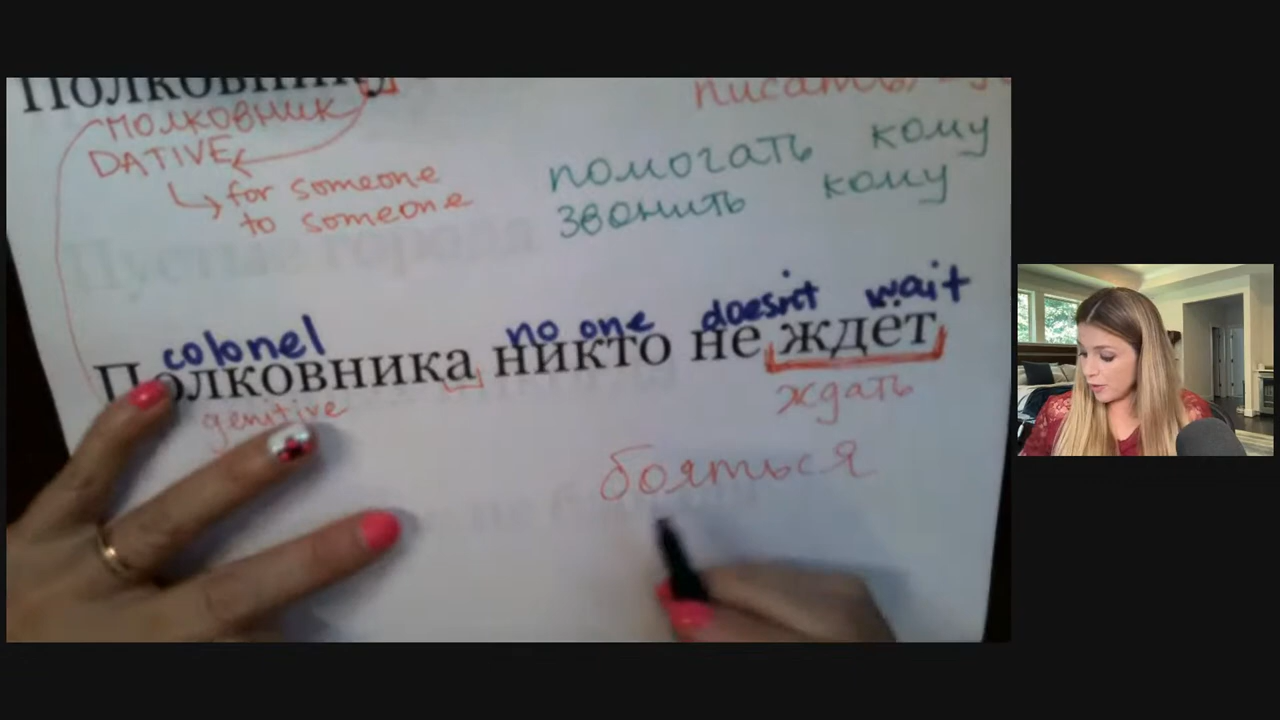 Полковнику
полковник
DATIVE
for someone
to someone
писать
помогать кому
звонить кому
colonel no one doesn't wait
Полковника никто не ждёт
genitive
ждать
бояться